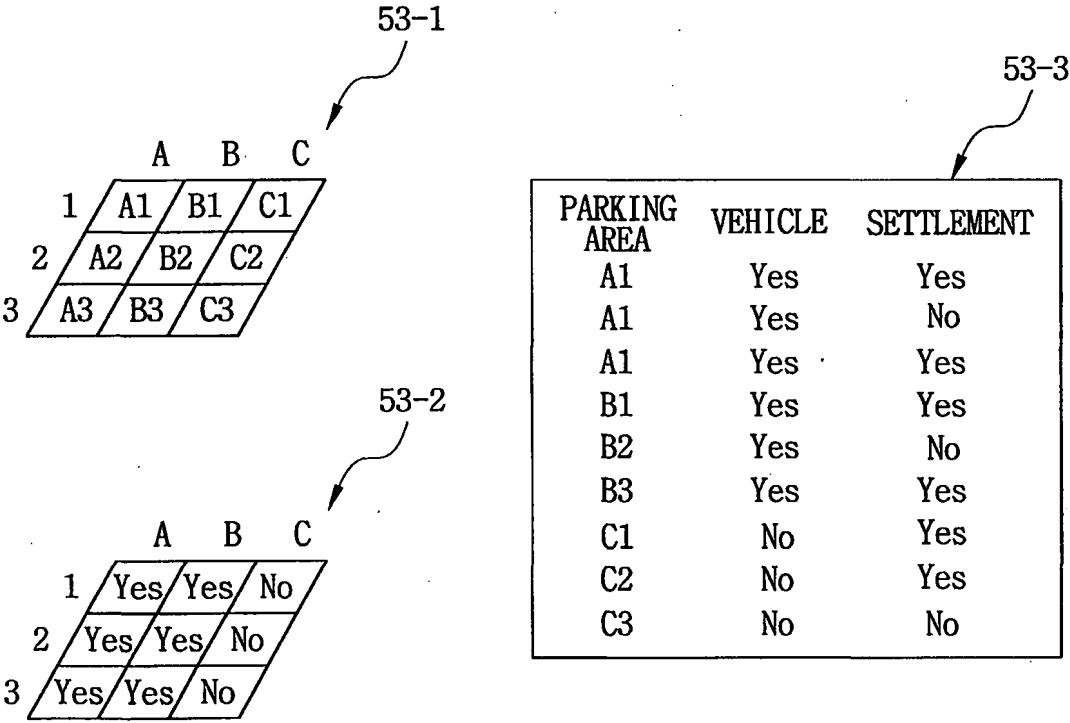 53-1
A B C
1 A1 B1 C1
2 A2 B2 C2
3 A3 B3 C3
53-2
A B C
1 Yes Yes No
2 Yes Yes No
3 Yes Yes No
53-3
PARKING AREA VEHICLE SETTLEMENT
A1 Yes Yes
A1 Yes No
A1 Yes Yes
B1 Yes Yes
B2 Yes No
B3 Yes Yes
C1 No Yes
C2 No Yes
C3 No No